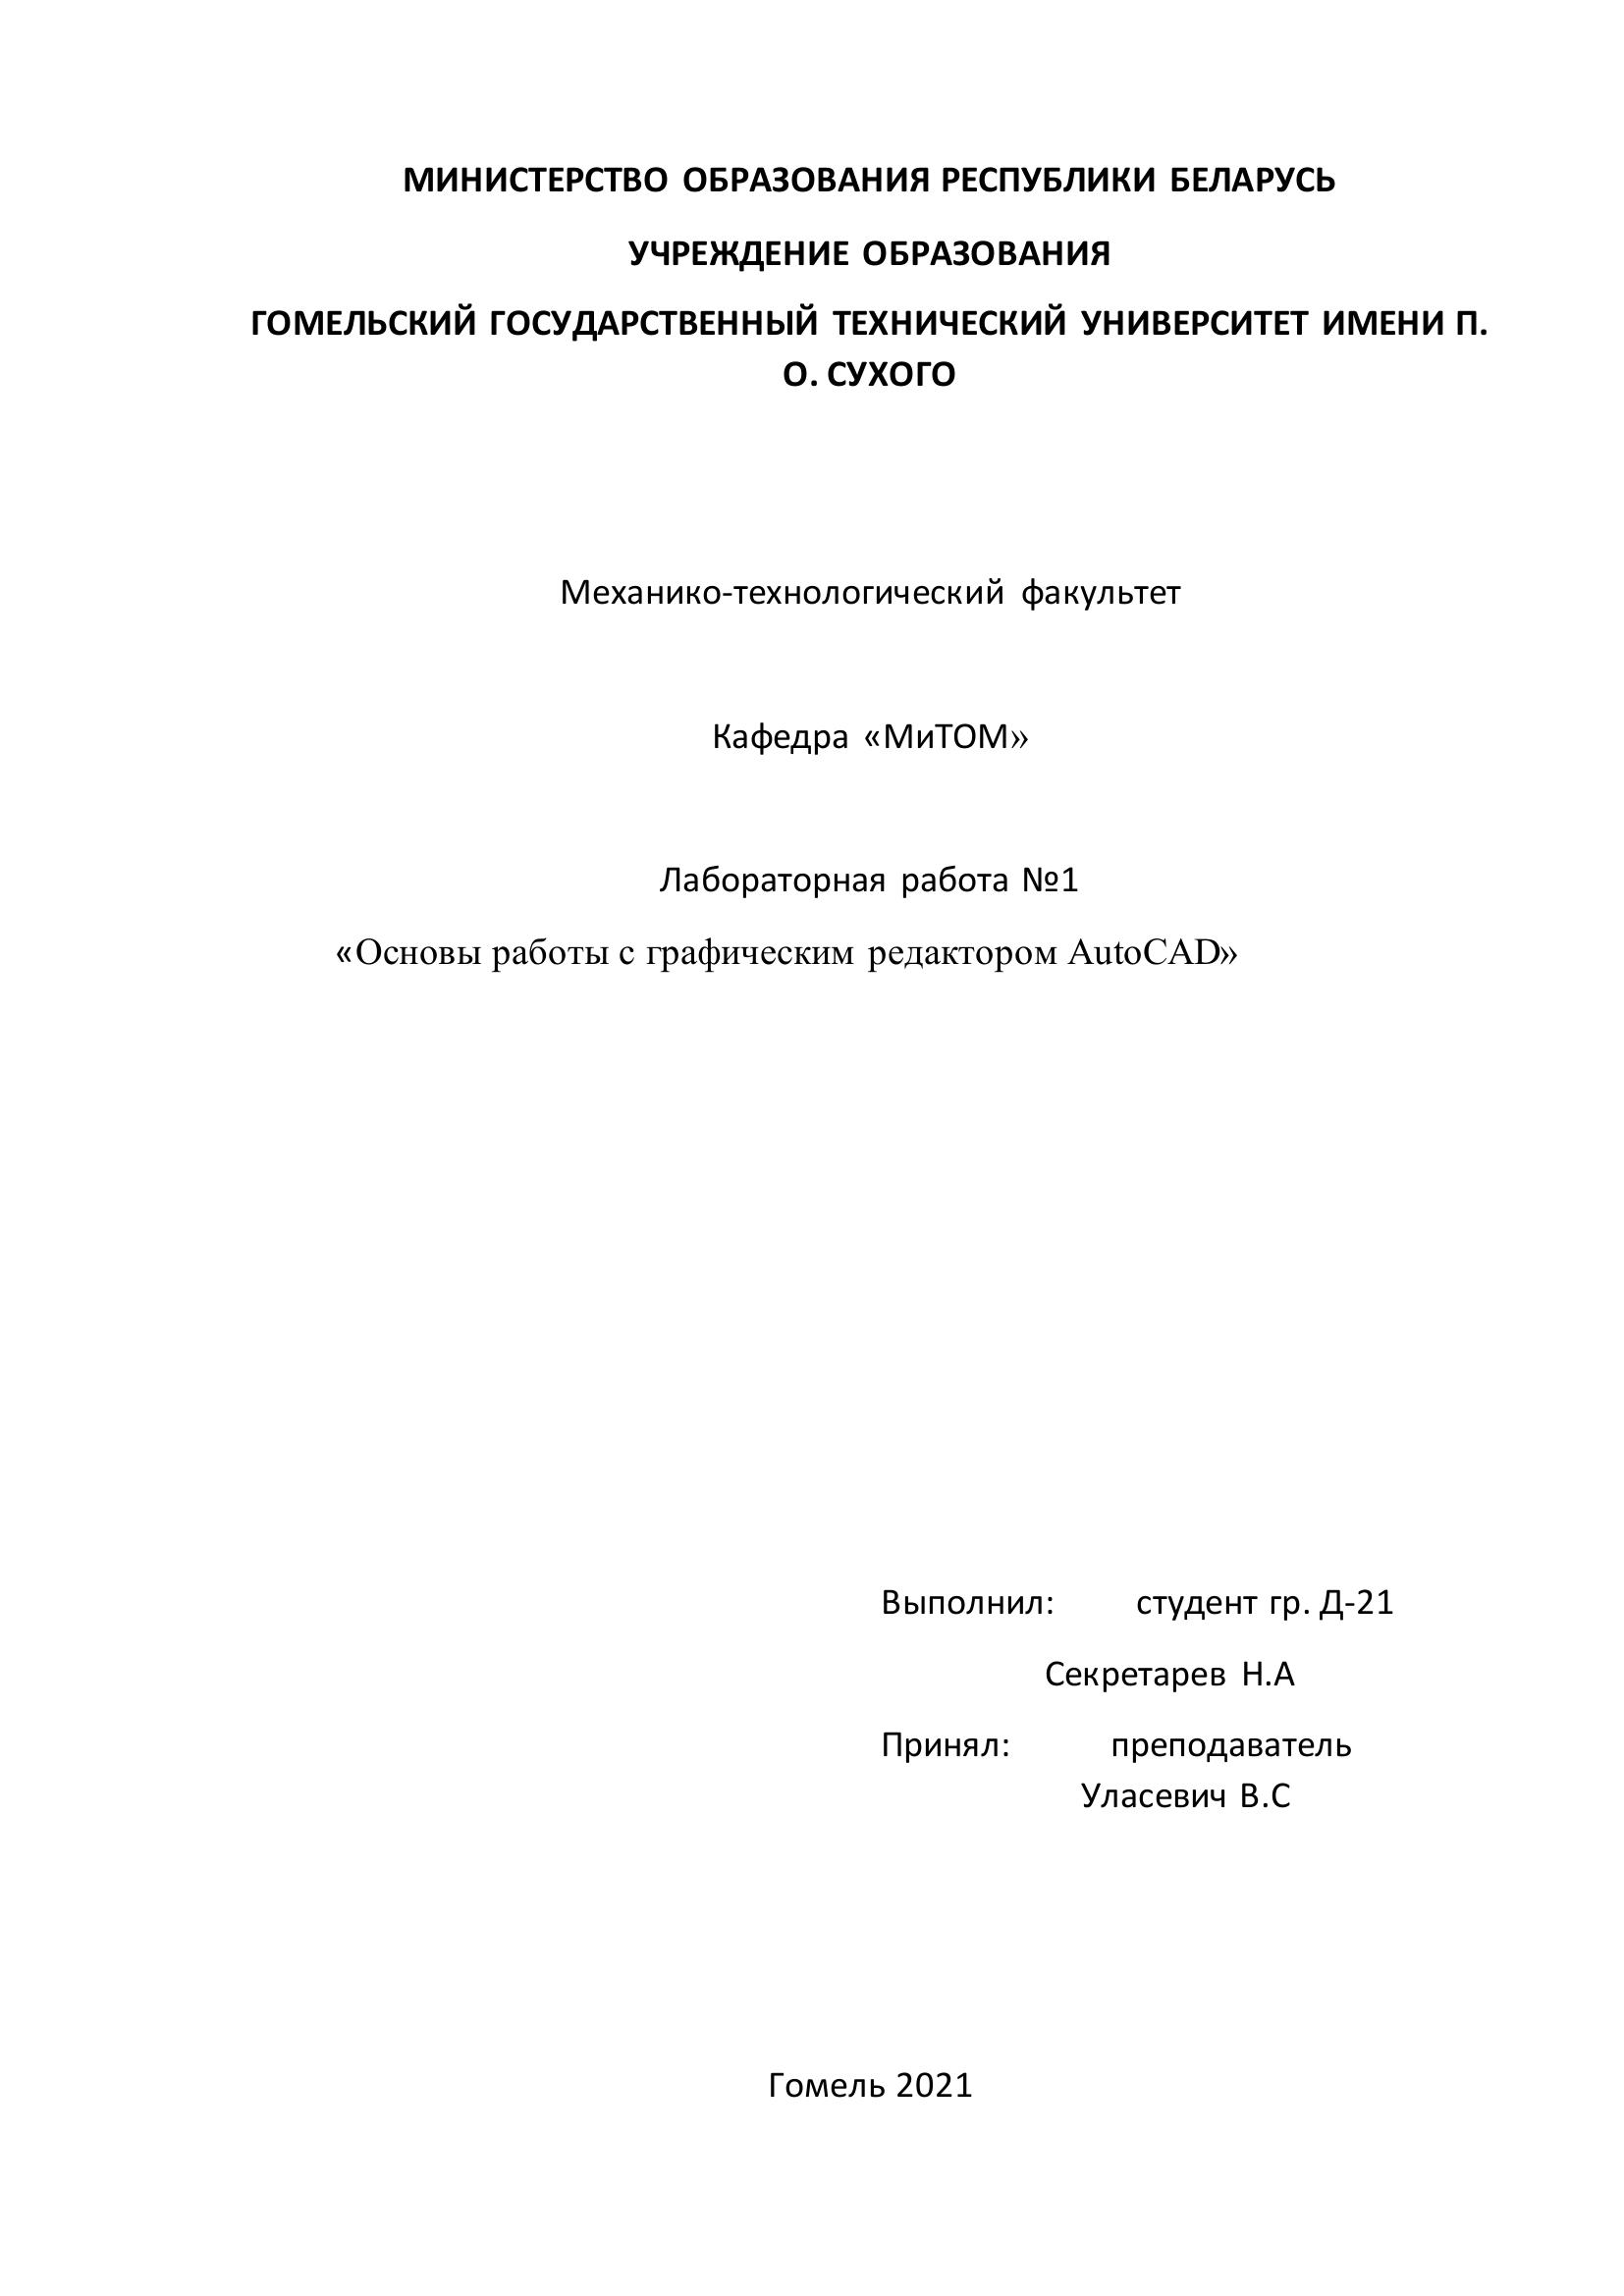 МИНИСТЕРСТВО ОБРАЗОВАНИЯ РЕСПУБЛИКИ БЕЛАРУСЬ
УЧРЕЖДЕНИЕ ОБРАЗОВАНИЯ
ГОМЕЛЬСКИЙ ГОСУДАРСТВЕННЫЙ ТЕХНИЧЕСКИЙ УНИВЕРСИТЕТ ИМЕНИ П.
О. СУХОГО
Механико-технологический факультет
Кафедра «МиТОМ»
Лабораторная работа №1
«Основы работы с графическим редактором AutoCAD»
Выполнил: студент гр. Д-21
Секретарев Н.А
Принял: преподаватель
Уласевич В.С
Гомель 2021